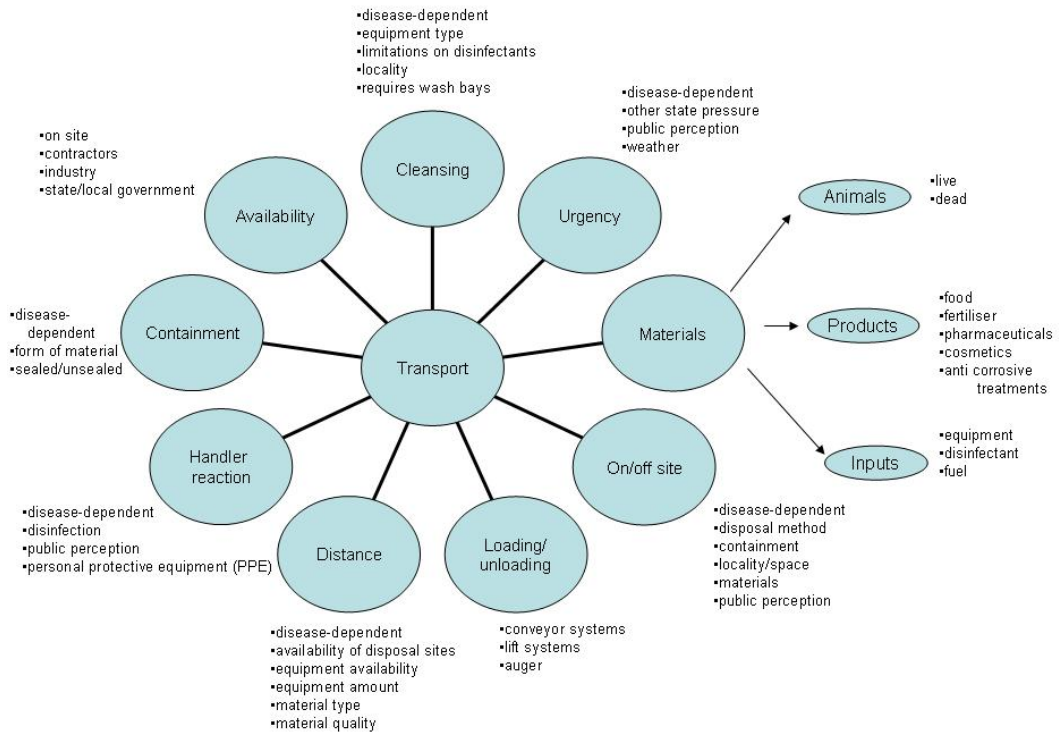 ▪disease-dependent
▪equipment type
▪limitations on disinfectants
▪locality
▪requires wash bays
Cleansing
▪disease-dependent
▪other state pressure
▪public perception
▪weather
Urgency
▪on site
▪contractors
▪industry
▪state/local government
Availability
Animals
▪live
▪dead
▪disease-
dependent
▪form of material
▪sealed/unsealed
Containment
Transport
Materials
Products
▪food
▪fertiliser
▪pharmaceuticals
▪cosmetics
▪anti corrosive
treatments
Handler
reaction
▪disease-dependent
▪disinfection
▪public perception
▪personal protective equipment (PPE)
On/off site
▪disease-dependent
▪disposal method
▪containment
▪locality/space
▪materials
▪public perception
Inputs
▪equipment
▪disinfectant
▪fuel
Distance
▪disease-dependent
▪availability of disposal sites
▪equipment availability
▪equipment amount
▪material type
▪material quality
Loading/
unloading
▪conveyor systems
▪lift systems
▪auger